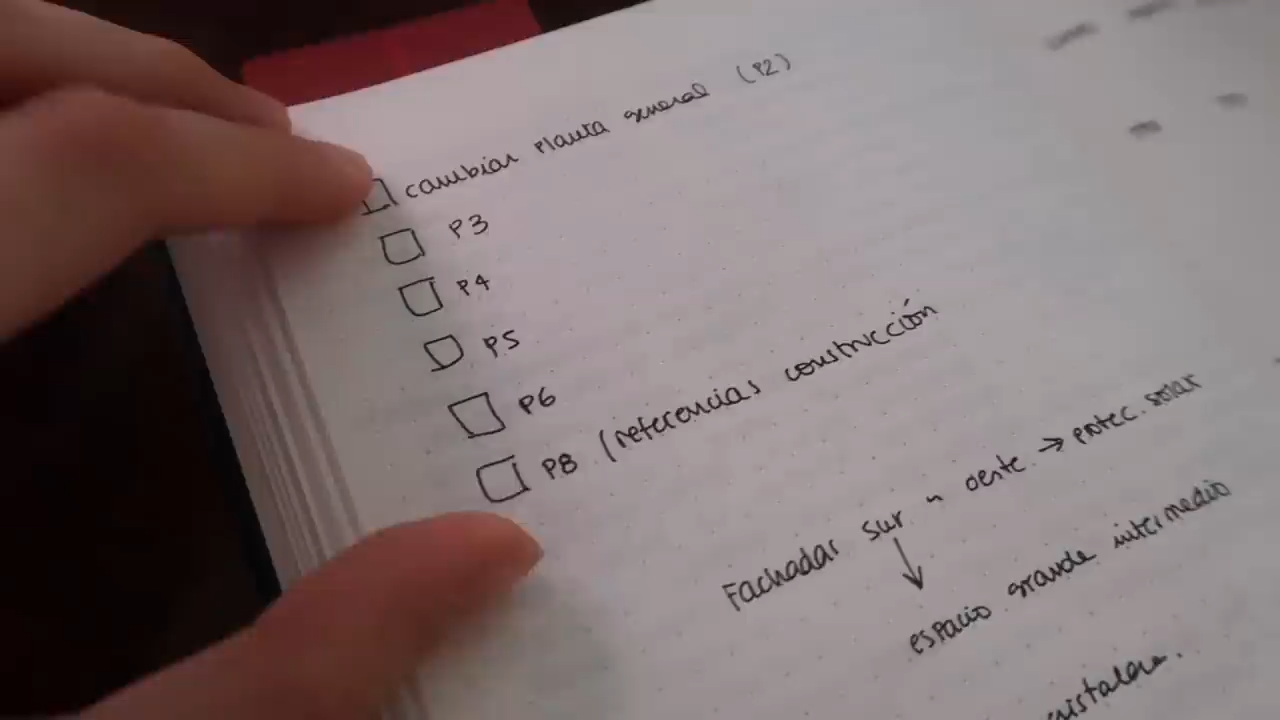 cambiar planta general (P2)
P3
P4
P5
P6
P8 (referencias construcción
Fachadas sur y oeste → protec. solar
↓
espacio grande intermedio